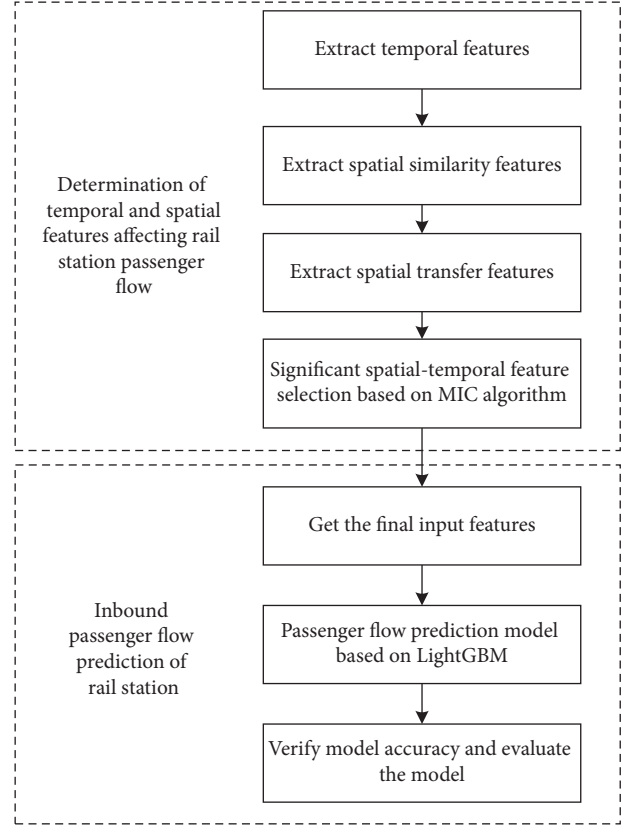 Extract temporal features
Extract spatial similarity features
Determination of
temporal and spatial
features affecting rail
station passenger
flow
Extract spatial transfer features
Significant spatial-temporal feature
selection based on MIC algorithm
Get the final input features
Inbound
passenger flow
prediction of
rail station
Passenger flow prediction model
based on LightGBM
Verify model accuracy and evaluate
the model